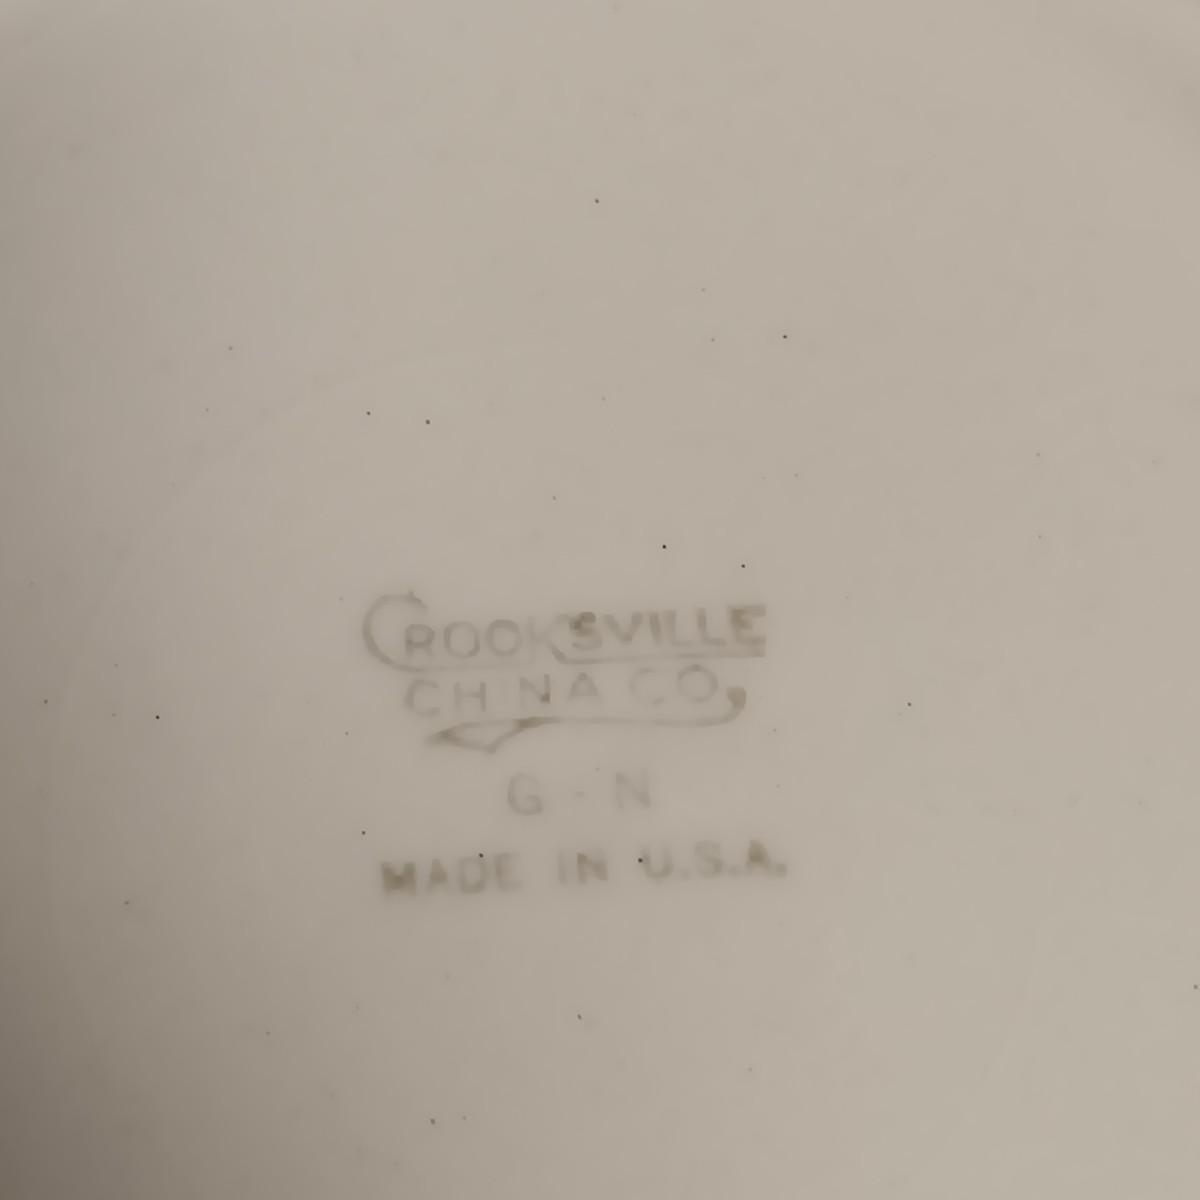 CROOKSVILLE
CHINA CO.
G - N
MADE IN U.S.A.